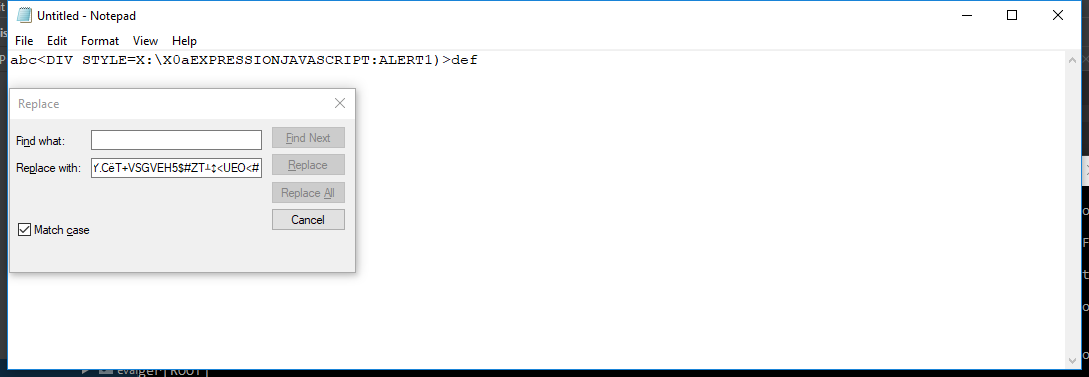 Untitled - Notepad
File Edit Format View Help
abc<DIV STYLE=X:\X0aEXPRESSIONJAVASCRIPT:ALERT1)>def
Replace
Find what:
Find Next
Replace with:
.CëT+VSGVEH5$#ZT┴‡<UEO<#
Replace
Replace All
Cancel
Match case